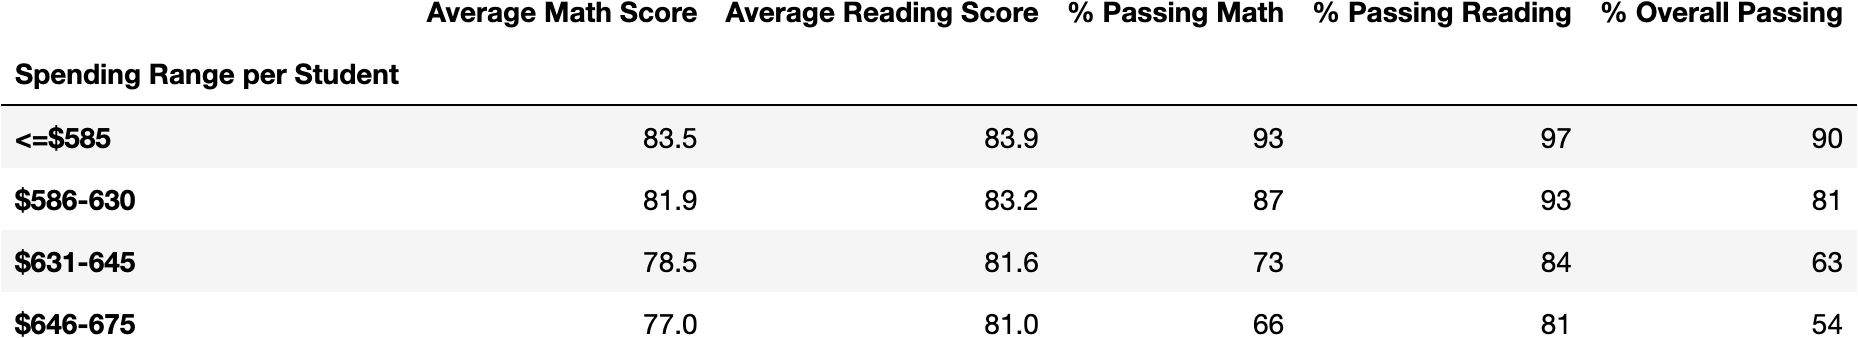 Average Math Score Average Reading Score % Passing Math % Passing Reading % Overall Passing
Spending Range per Student
<=$585 83.5 83.9 93 97 90
$586-630 81.9 83.2 87 93 81
$631-645 78.5 81.6 73 84 63
$646-675 77.0 81.0 66 81 54